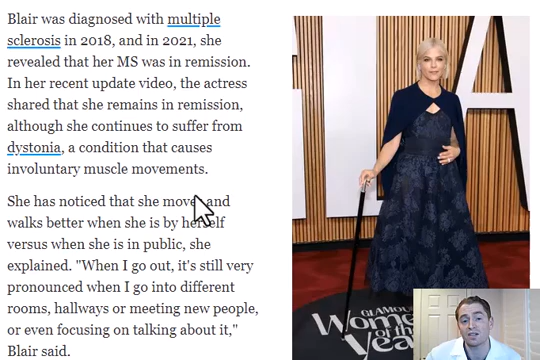 Blair was diagnosed with multiple
sclerosis in 2018, and in 2021, she
revealed that her MS was in remission.
In her recent update video, the actress
shared that she remains in remission,
although she continues to suffer from
dystonia, a condition that causes
involuntary muscle movements.
She has noticed that she moves and
walks better when she is by herself
versus when she is in public, she
explained. "When I go out, it's still very
pronounced when I go into different
rooms, hallways or meeting new people,
or even focusing on talking about it,"
Blair said.
GLAMOUR
Women
of the
Year